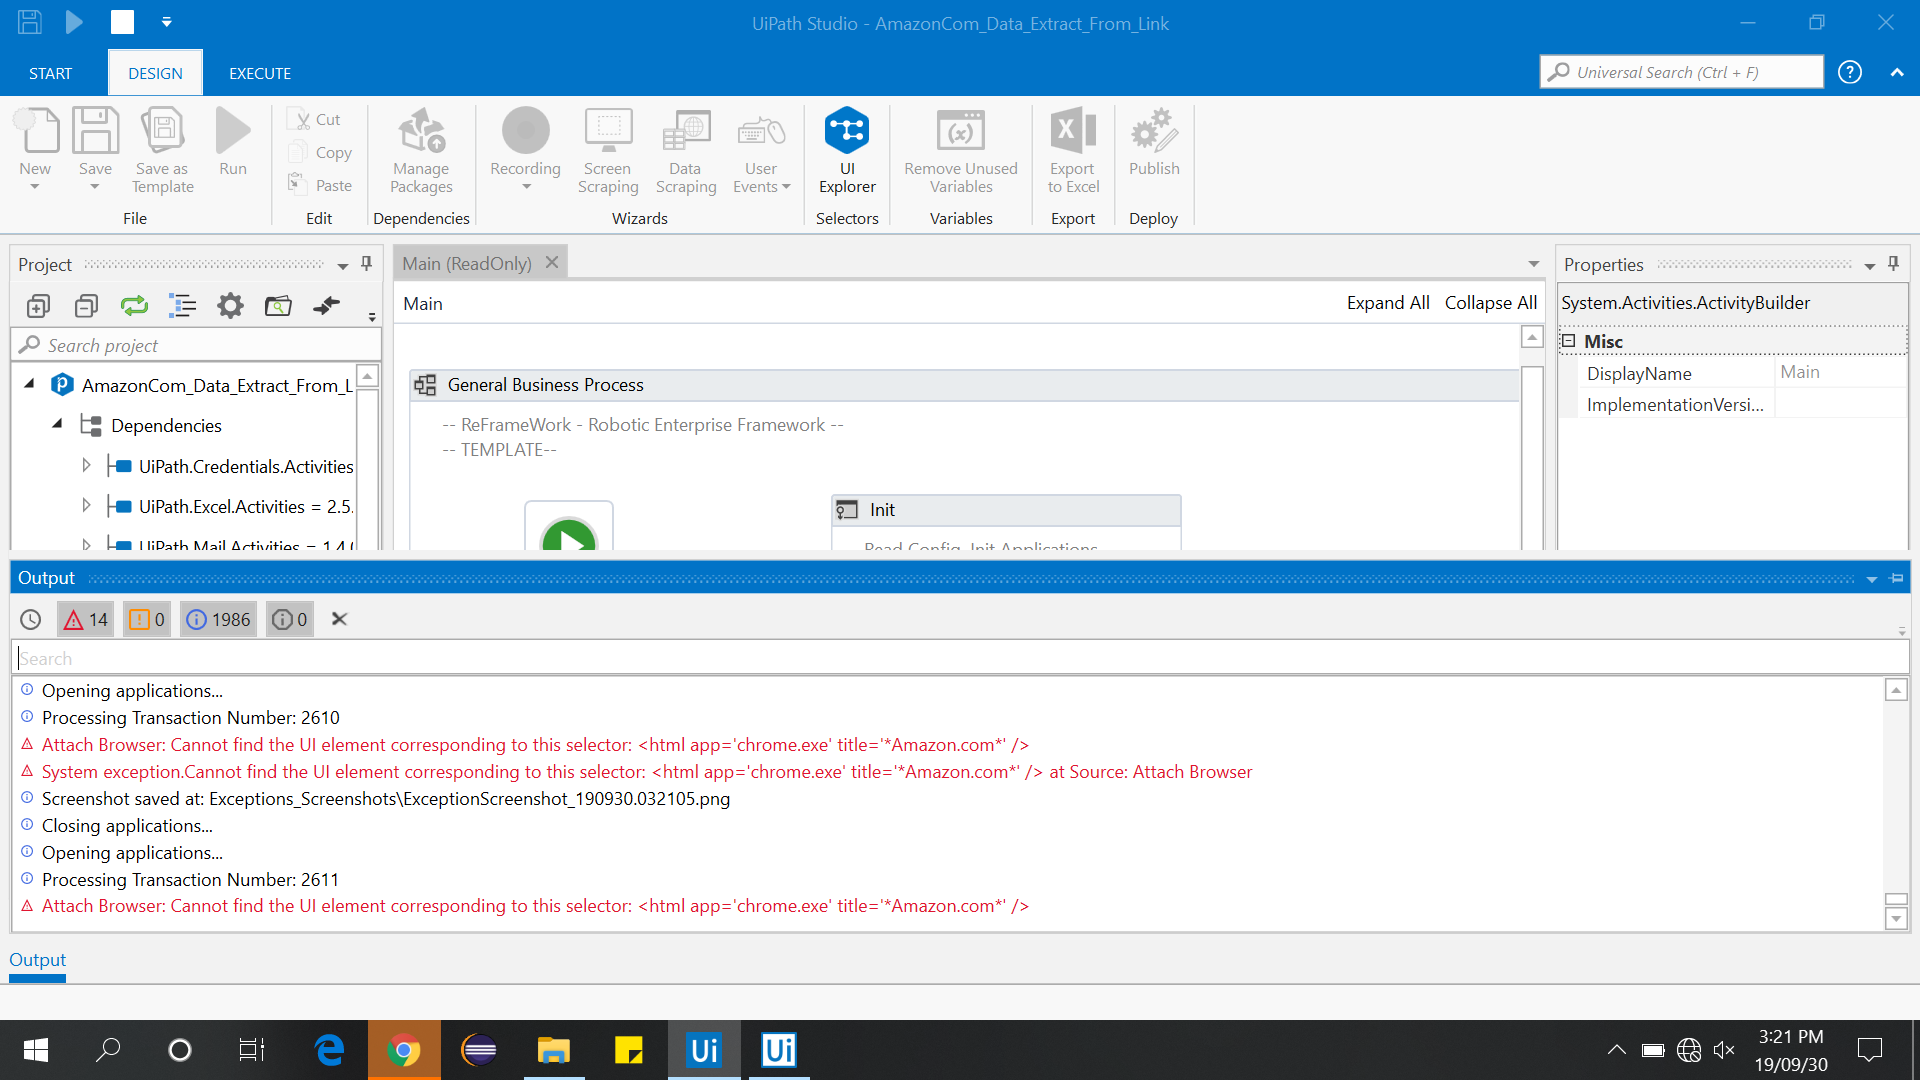 UiPath Studio - AmazonCom_Data_Extract_From_Link
START DESIGN EXECUTE
Universal Search (Ctrl + F)
New
Save
Save as
Template
Run
File
Cut
Copy
Paste
Edit
Manage
Packages
Dependencies
Recording
Screen
Scraping
Data
Scraping
User
Events
Wizards
UI
Explorer
Selectors
Remove Unused
Variables
Variables
Export
to Excel
Export
Publish
Deploy
Project
Search project
AmazonCom_Data_Extract_From_L
Dependencies
UiPath.Credentials.Activities
UiPath.Excel.Activities = 2.5.
UiPath.Mail.Activities = 1.4.(
Main (ReadOnly)
Main
Expand All Collapse All
General Business Process
-- ReFrameWork - Robotic Enterprise Framework --
-- TEMPLATE--
Init
Read Config, Init Applications
Properties
System.Activities.ActivityBuilder
Misc
DisplayName Main
ImplementationVersi...
Output
14 0 1986 0
Search
Opening applications...
Processing Transaction Number: 2610
Attach Browser: Cannot find the UI element corresponding to this selector: <html app='chrome.exe' title='*Amazon.com*' />
System exception.Cannot find the UI element corresponding to this selector: <html app='chrome.exe' title='*Amazon.com*' /> at Source: Attach Browser
Screenshot saved at: Exceptions_Screenshots\ExceptionScreenshot_190930.032105.png
Closing applications...
Opening applications...
Processing Transaction Number: 2611
Attach Browser: Cannot find the UI element corresponding to this selector: <html app='chrome.exe' title='*Amazon.com*' />
Output
Ui
Ui
3:21 PM
19/09/30